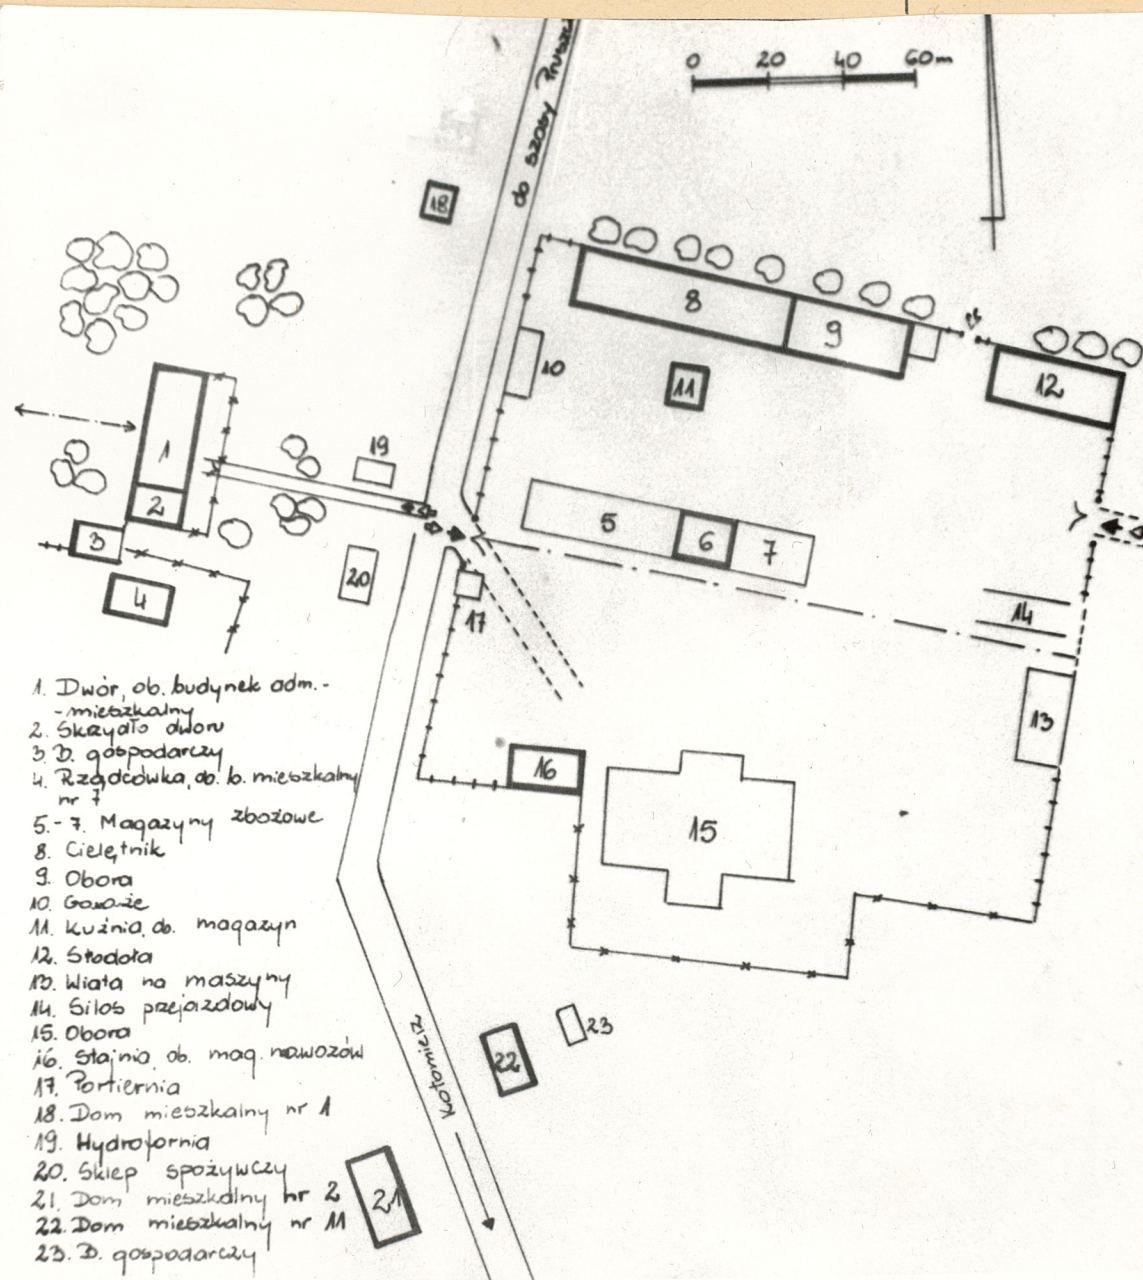 0 20 40 60 m
do szosy
18
8
9
10
11
12
1
2
3
4
19
20
5
6
7
14
17
13
16
15
1. Dwór, ob. budynek adm.-
-mieszkalny
2. Skrzydło dworu
3. B. gospodarczy
4. Rządcówka, ob. b. mieszkalny
nr 7
5.-7. Magazyny zbożowe
8. Cielętnik
9. Obora
10. Garaże
11. Kuźnia, ob. magazyn
12. Stodoła
13. Wiata na maszyny
14. Silos przejazdowy
15. Obora
16. Stajnia, ob. mag. nawozów
17. Portiernia
18. Dom mieszkalny nr 1
19. Hydrofornia
20. Sklep spożywczy
21. Dom mieszkalny nr 2
22. Dom mieszkalny nr 11
23. B. gospodarczy
23
22
21